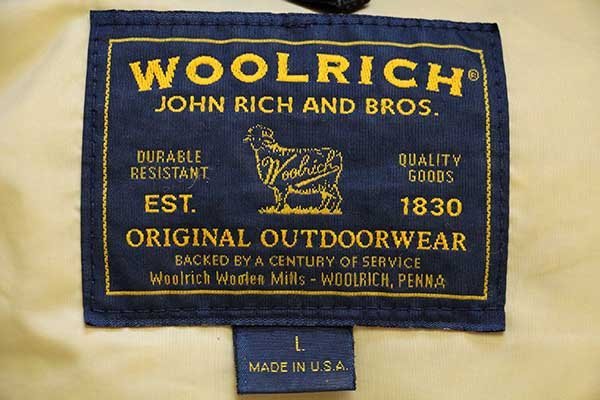 WOOLRICH®
JOHN RICH AND BROS.
DURABLE
RESISTANT
Woolrich
QUALITY
GOODS
EST. 1830
ORIGINAL OUTDOORWEAR
BACKED BY A CENTURY OF SERVICE
Woolrich Woolen Mills - WOOLRICH, PENNA
L
MADE IN U.S.A.